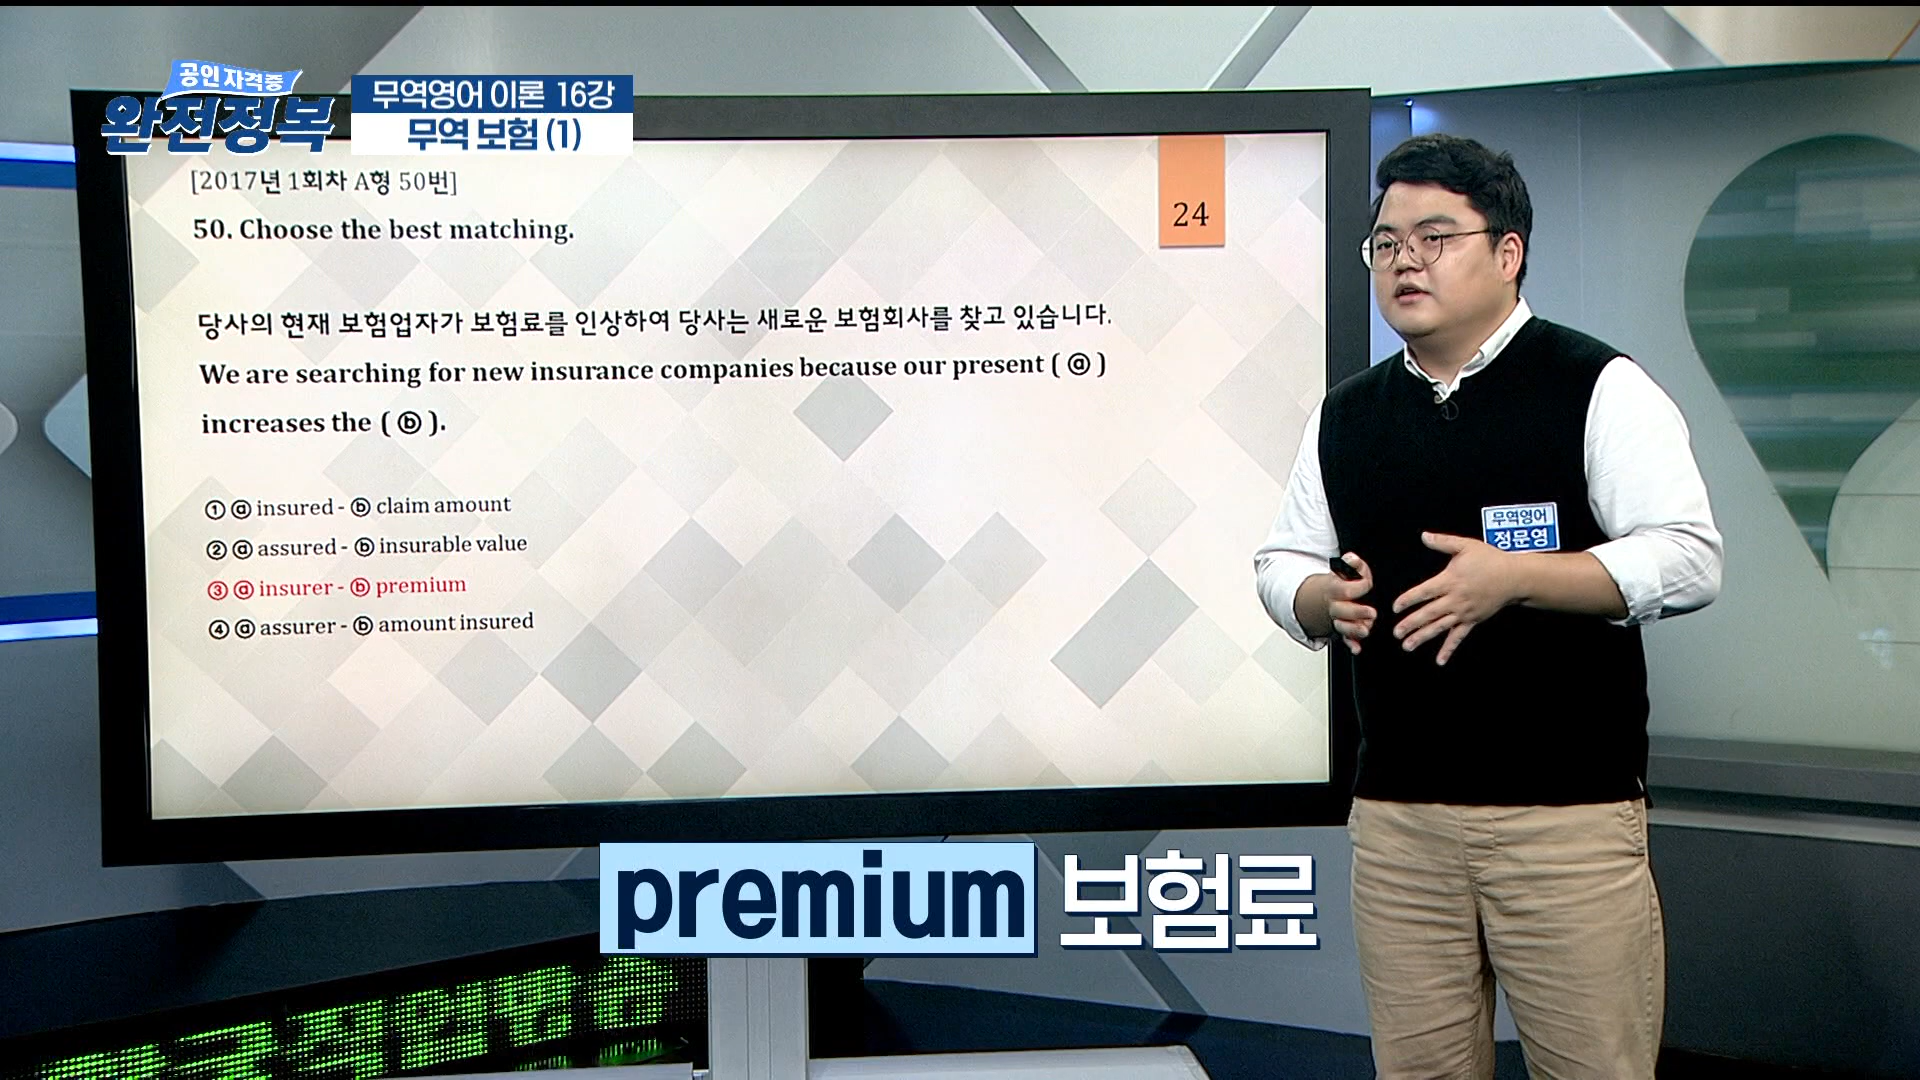 공인 자격증
완전정복
무역영어 이론 16강
무역 보험 (1)
[2017년 1회차 A형 50번]
24
50. Choose the best matching.
당사의 현재 보험업자가 보험료를 인상하여 당사는 새로운 보험회사를 찾고 있습니다.
We are searching for new insurance companies because our present ( ⓐ )
increases the ( ⓑ ).
① ⓐ insured - ⓑ claim amount
② ⓐ assured - ⓑ insurable value
③ ⓐ insurer - ⓑ premium
④ ⓐ assurer - ⓑ amount insured
무역영어
정문영
premium 보험료
한국직업방송